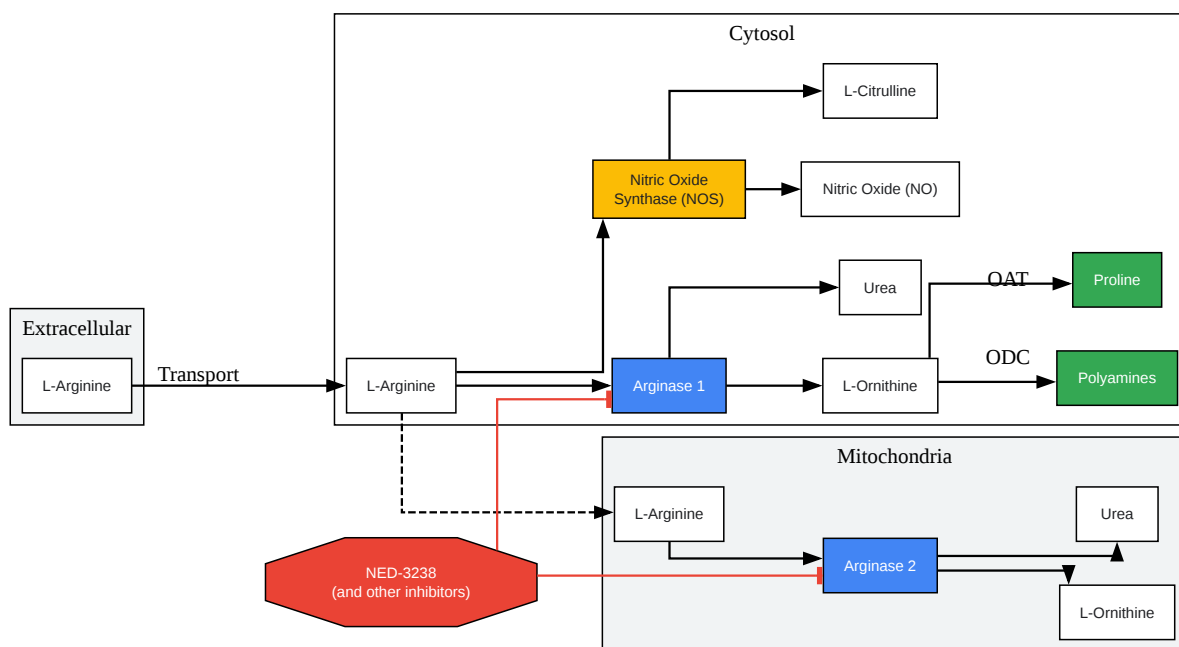 Cytosol
L-Citrulline
Nitric Oxide
Synthase (NOS)
Nitric Oxide (NO)
Urea
OAT
Proline
Extracellular
L-Arginine
Transport
L-Arginine
Arginase 1
L-Ornithine
ODC
Polyamines
Mitochondria
L-Arginine
Urea
Arginase 2
L-Ornithine
NED-3238
(and other inhibitors)